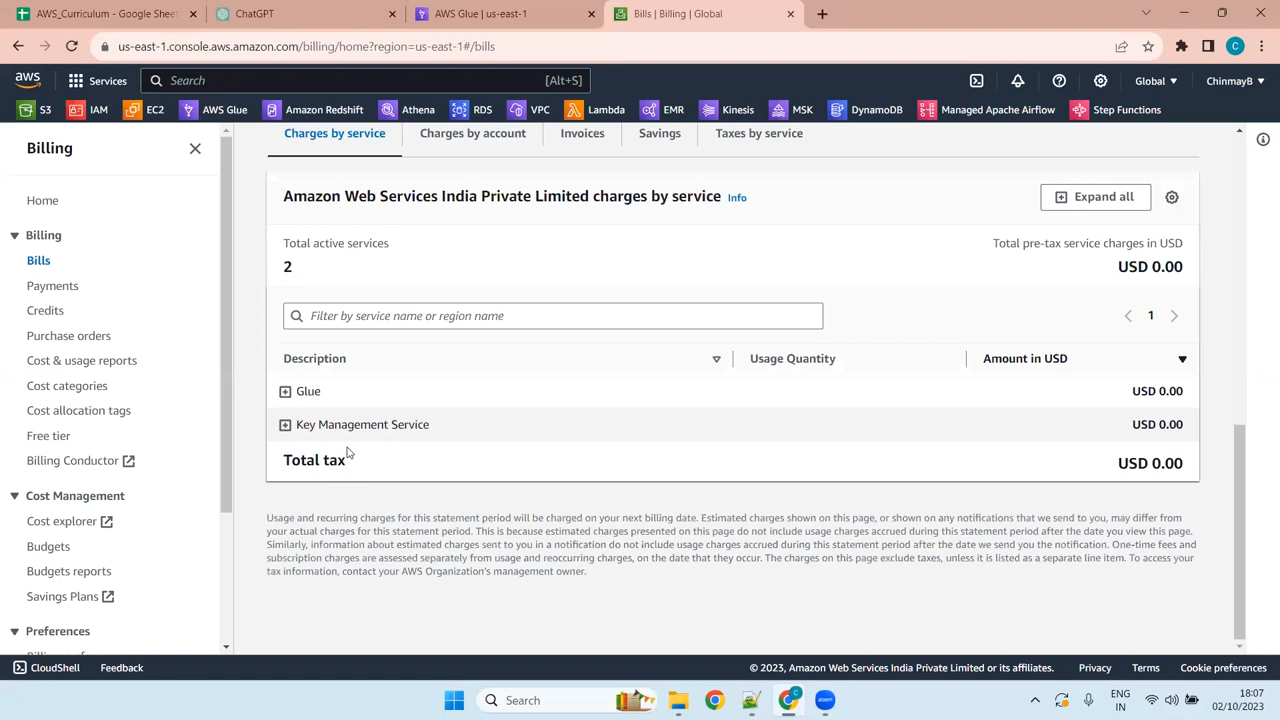 AWS_Curriculum - Google Sheet
ChatGPT
AWS Glue | us-east-1
Bills | Billing | Global
us-east-1.console.aws.amazon.com/billing/home?region=us-east-1#/bills
C
aws
Services
Search
[Alt+S]
Global
ChinmayB
S3
IAM
EC2
AWS Glue
Amazon Redshift
Athena
RDS
VPC
Lambda
EMR
Kinesis
MSK
DynamoDB
Managed Apache Airflow
Step Functions
Billing
Home
Billing
Bills
Payments
Credits
Purchase orders
Cost & usage reports
Cost categories
Cost allocation tags
Free tier
Billing Conductor
Cost Management
Cost explorer
Budgets
Budgets reports
Savings Plans
Preferences
Charges by service
Charges by account
Invoices
Savings
Taxes by service
Amazon Web Services India Private Limited charges by service
Info
Expand all
Total active services
Total pre-tax service charges in USD
2
USD 0.00
Filter by service name or region name
1
Description
Usage Quantity
Amount in USD
Glue
USD 0.00
Key Management Service
USD 0.00
Total tax
USD 0.00
Usage and recurring charges for this statement period will be charged on your next billing date. Estimated charges shown on this page, or shown on any notifications that we send to you, may differ from
your actual charges for this statement period. This is because estimated charges presented on this page do not include usage charges accrued during this statement period after the date you view this page.
Similarly, information about estimated charges sent to you in a notification do not include usage charges accrued during this statement period after the date we send you the notification. One-time fees and
subscription charges are assessed separately from usage and reoccurring charges, on the date that they occur. The charges on this page exclude taxes, unless it is listed as a separate line item. To access your
tax information, contact your AWS Organization's management owner.
CloudShell
Feedback
© 2023, Amazon Web Services India Private Limited or its affiliates.
Privacy
Terms
Cookie preferences
Search
C
zoom
ENG
IN
18:07
02/10/2023